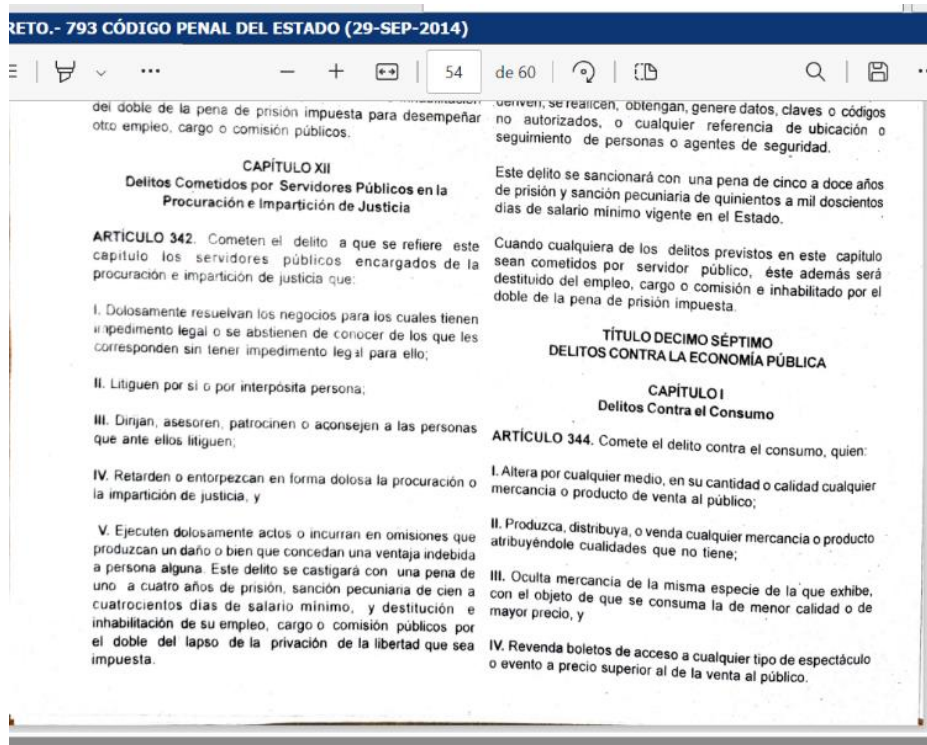 RETO.- 793 CÓDIGO PENAL DEL ESTADO (29-SEP-2014)
54 de 60
del doble de la pena de prisión impuesta para desempeñar
otro empleo, cargo o comisión públicos.
CAPÍTULO XII
Delitos Cometidos por Servidores Públicos en la
Procuración e Impartición de Justicia
ARTÍCULO 342. Cometen el delito a que se refiere este
capitulo los servidores públicos encargados de la
procuración e impartición de justicia que:
I. Dolosamente resuelvan los negocios para los cuales tienen
impedimento legal o se abstienen de conocer de los que les
corresponden sin tener impedimento legal para ello;
II. Litiguen por si o por interpósita persona;
III. Dirijan, asesoren, patrocinen o aconsejen a las personas
que ante ellos litiguen;
IV. Retarden o entorpezcan en forma dolosa la procuración o
la impartición de justicia, y
V. Ejecuten dolosamente actos o incurran en omisiones que
produzcan un daño o bien que concedan una ventaja indebida
a persona alguna. Este delito se castigará con una pena de
uno a cuatro años de prisión, sanción pecuniaria de cien a
cuatrocientos dias de salario mínimo, y destitución e
inhabilitación de su empleo, cargo o comisión públicos por
el doble del lapso de la privación de la libertad que sea
impuesta.
deriven, se realicen, obtengan, genere datos, claves o códigos
no autorizados, o cualquier referencia de ubicación o
seguimiento de personas o agentes de seguridad.
Este delito se sancionará con una pena de cinco a doce años
de prisión y sanción pecuniaria de quinientos a mil doscientos
dias de salario mínimo vigente en el Estado.
Cuando cualquiera de los delitos previstos en este capítulo
sean cometidos por servidor público, éste además será
destituido del empleo, cargo o comisión e inhabilitado por el
doble de la pena de prisión impuesta.
TÍTULO DECIMO SÉPTIMO
DELITOS CONTRA LA ECONOMÍA PÚBLICA
CAPÍTULO I
Delitos Contra el Consumo
ARTÍCULO 344. Comete el delito contra el consumo, quien:
I. Altera por cualquier medio, en su cantidad o calidad cualquier
mercancia o producto de venta al público;
II. Produzca, distribuya, o venda cualquier mercancia o producto
atribuyéndole cualidades que no tiene;
III. Oculta mercancia de la misma especie de la que exhibe,
con el objeto de que se consuma la de menor calidad o de
mayor precio, y
IV. Revenda boletos de acceso a cualquier tipo de espectáculo
o evento a precio superior al de la venta al público.